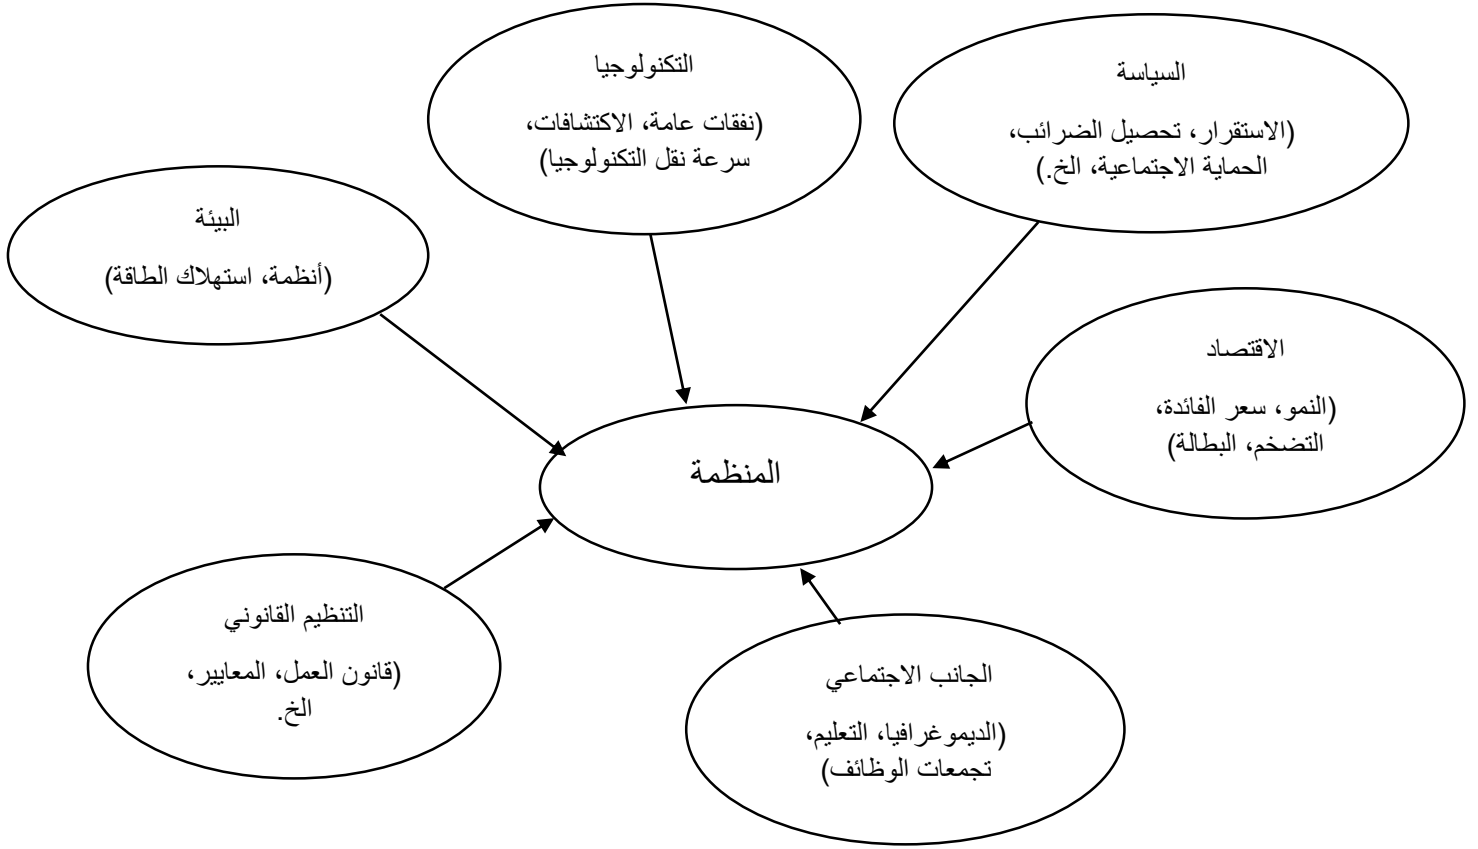 السياسة
(الاستقرار، تحصيل الضرائب،
الحماية الاجتماعية، الخ.)
التكنولوجيا
(نفقات عامة، الاكتشافات،
سرعة نقل التكنولوجيا)
البيئة
(أنظمة، استهلاك الطاقة)
الاقتصاد
(النمو، سعر الفائدة،
التضخم، البطالة)
المنظمة
التنظيم القانوني
(قانون العمل، المعايير،
الخ.
الجانب الاجتماعي
(الديموغرافيا، التعليم،
تجمعات الوظائف)